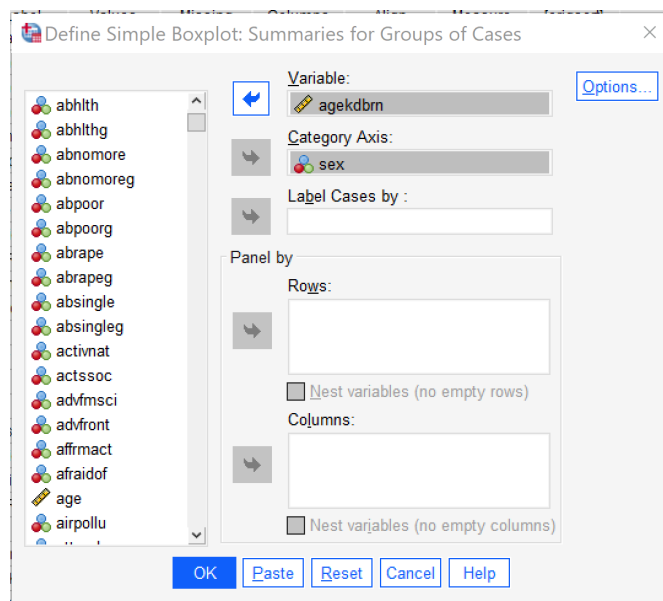 Define Simple Boxplot: Summaries for Groups of Cases
Variable:
agekdbrn
Options...
Category Axis:
sex
Label Cases by :
abhlth
abhlthg
abnomore
abnomoreg
abpoor
abpoorg
abrape
abrapeg
absingle
absingleg
activnat
actssoc
advfmsci
advfront
affrmact
afraidof
age
airpollu
Panel by
Rows:
Nest variables (no empty rows)
Columns:
Nest variables (no empty columns)
OK
Paste
Reset
Cancel
Help